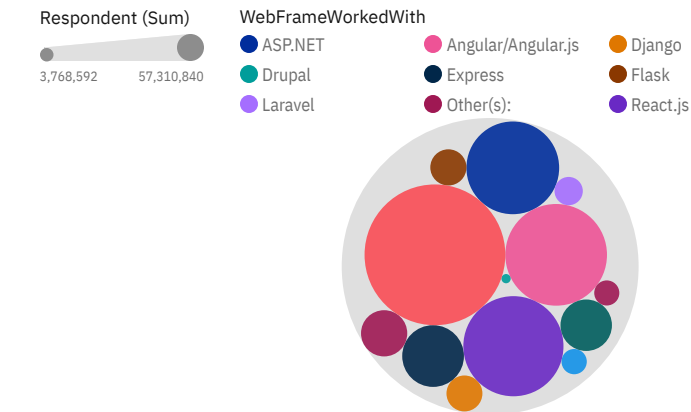 Respondent (Sum)
3,768,592 57,310,840
WebFrameWorkedWith
ASP.NET Angular/Angular.js Django
Drupal Express Flask
Laravel Other(s): React.js